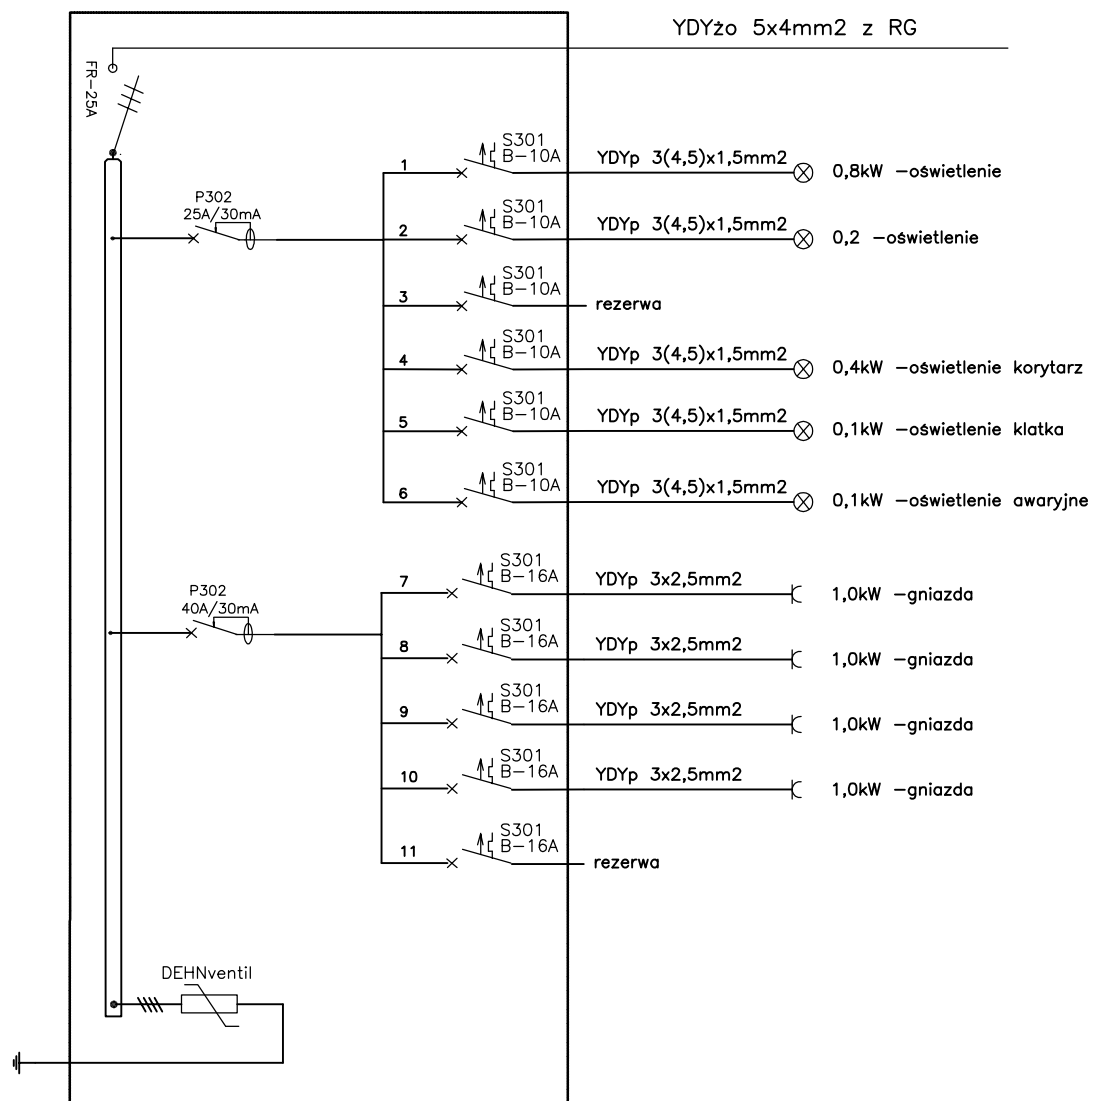 YDYżo 5x4mm2 z RG
FR-25A
S301
B-10A
1
YDYp 3(4,5)x1,5mm2
0,8kW -oświetlenie
P302
25A/30mA
S301
B-10A
2
YDYp 3(4,5)x1,5mm2
0,2 -oświetlenie
S301
B-10A
3
rezerwa
S301
B-10A
4
YDYp 3(4,5)x1,5mm2
0,4kW -oświetlenie korytarz
S301
B-10A
5
YDYp 3(4,5)x1,5mm2
0,1kW -oświetlenie klatka
S301
B-10A
6
YDYp 3(4,5)x1,5mm2
0,1kW -oświetlenie awaryjne
S301
B-16A
7
YDYp 3x2,5mm2
1,0kW -gniazda
P302
40A/30mA
S301
B-16A
8
YDYp 3x2,5mm2
1,0kW -gniazda
S301
B-16A
9
YDYp 3x2,5mm2
1,0kW -gniazda
S301
B-16A
10
YDYp 3x2,5mm2
1,0kW -gniazda
S301
B-16A
11
rezerwa
DEHNventil